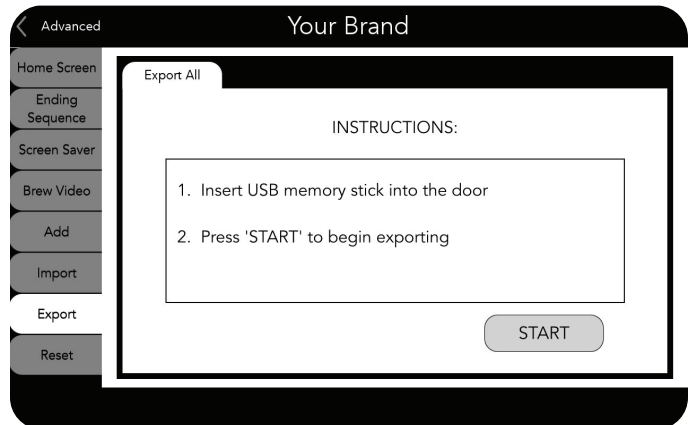 Advanced
Your Brand
Home Screen
Ending
Sequence
Screen Saver
Brew Video
Add
Import
Export
Reset
Export All
INSTRUCTIONS:
1. Insert USB memory stick into the door
2. Press 'START' to begin exporting
START